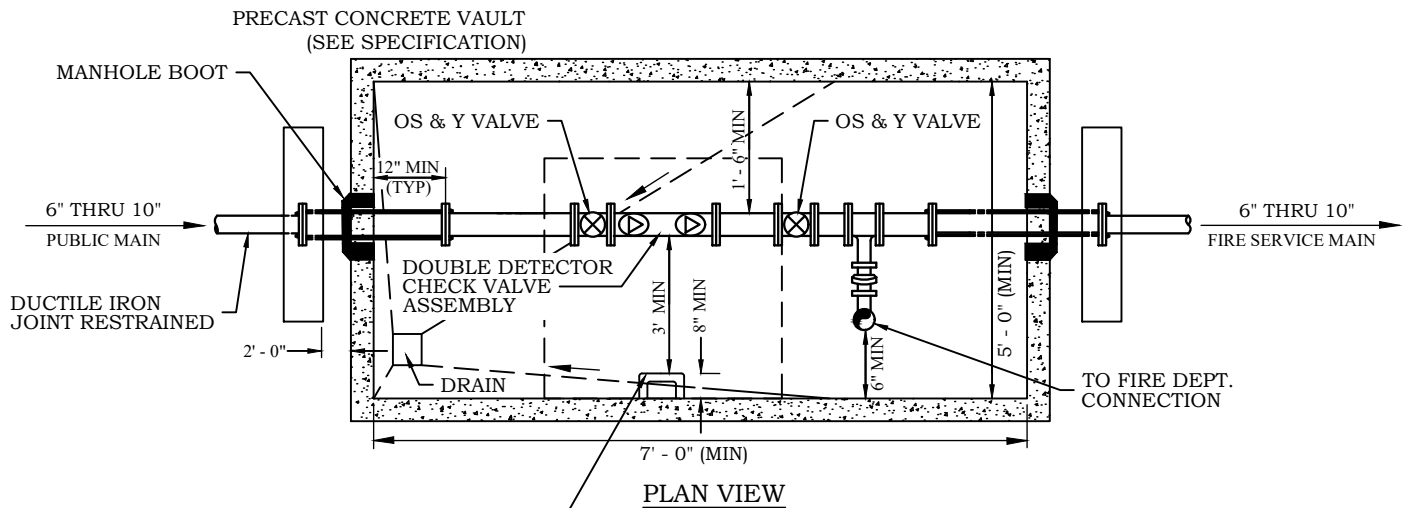 PRECAST CONCRETE VAULT
(SEE SPECIFICATION)
MANHOLE BOOT
OS & Y VALVE
OS & Y VALVE
1' - 6" MIN
12" MIN
(TYP)
6" THRU 10"
PUBLIC MAIN
6" THRU 10"
FIRE SERVICE MAIN
DOUBLE DETECTOR
CHECK VALVE
ASSEMBLY
3' MIN
8" MIN
6" MIN
5' - 0" (MIN)
DUCTILE IRON
JOINT RESTRAINED
2' - 0"
DRAIN
TO FIRE DEPT.
CONNECTION
7' - 0" (MIN)
PLAN VIEW